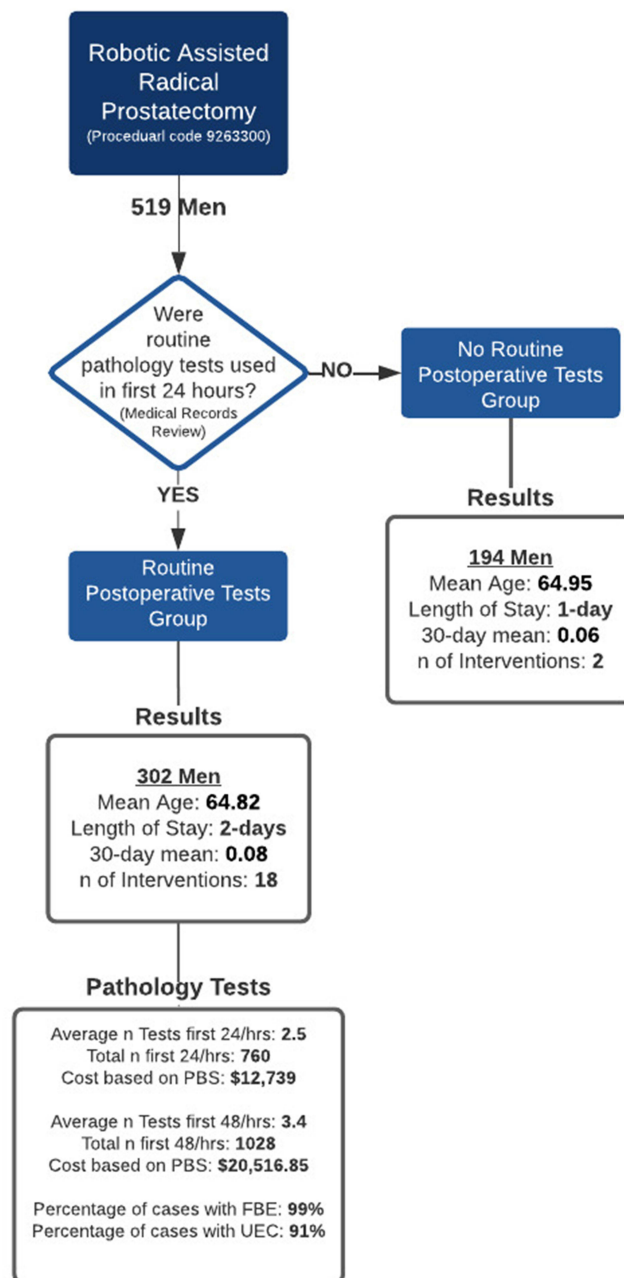 Robotic Assisted
Radical
Prostatectomy
(Proceduarl code 9263300)
519 Men
Were
routine
pathology tests used
in first 24 hours?
(Medical Records
Review)
NO
No Routine
Postoperative Tests
Group
Results
194 Men
Mean Age: 64.95
Length of Stay: 1-day
30-day mean: 0.06
n of Interventions: 2
YES
Routine
Postoperative Tests
Group
Results
302 Men
Mean Age: 64.82
Length of Stay: 2-days
30-day mean: 0.08
n of Interventions: 18
Pathology Tests
Average n Tests first 24/hrs: 2.5
Total n first 24/hrs: 760
Cost based on PBS: $12,739
Average n Tests first 48/hrs: 3.4
Total n first 48/hrs: 1028
Cost based on PBS: $20,516.85
Percentage of cases with FBE: 99%
Percentage of cases with UEC: 91%